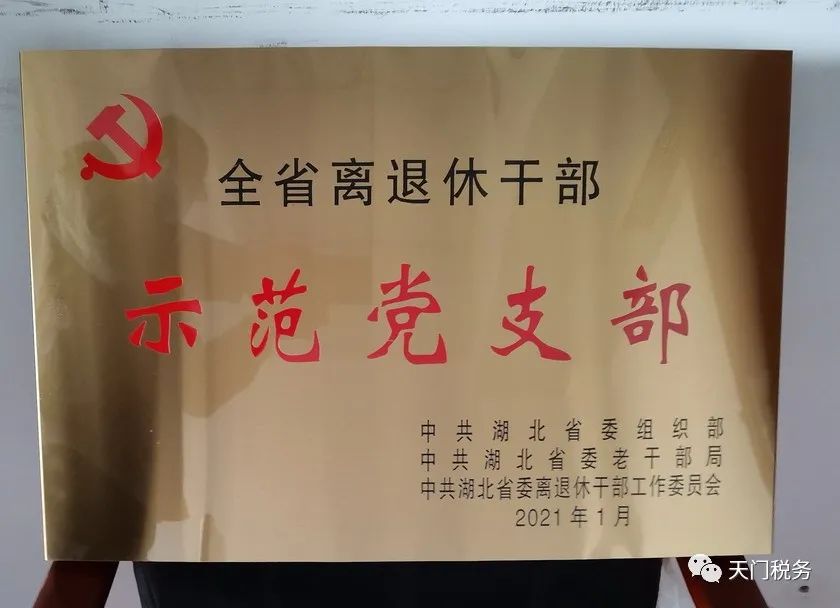 全省离退休干部
示范党支部
中共湖北省委组织部
中共湖北省委老干部局
中共湖北省委离退休干部工作委员会
2021年1月
天门税务